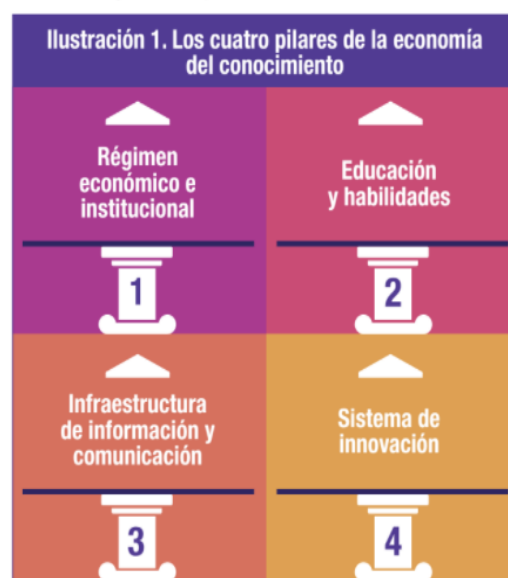 Ilustración 1. Los cuatro pilares de la economía
del conocimiento
Régimen
económico e
institucional
1
Educación
y habilidades
2
Infraestructura
de información y
comunicación
3
Sistema de
innovación
4